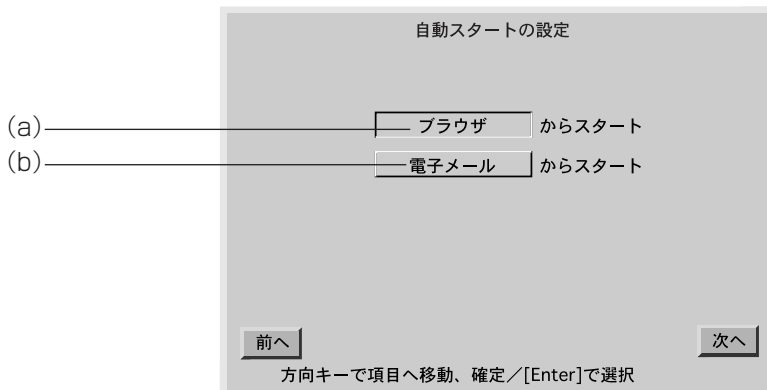 自動スタートの設定
(a) ブラウザ からスタート
(b) 電子メール からスタート
前へ 次へ
方向キーで項目へ移動、確定／[Enter]で選択